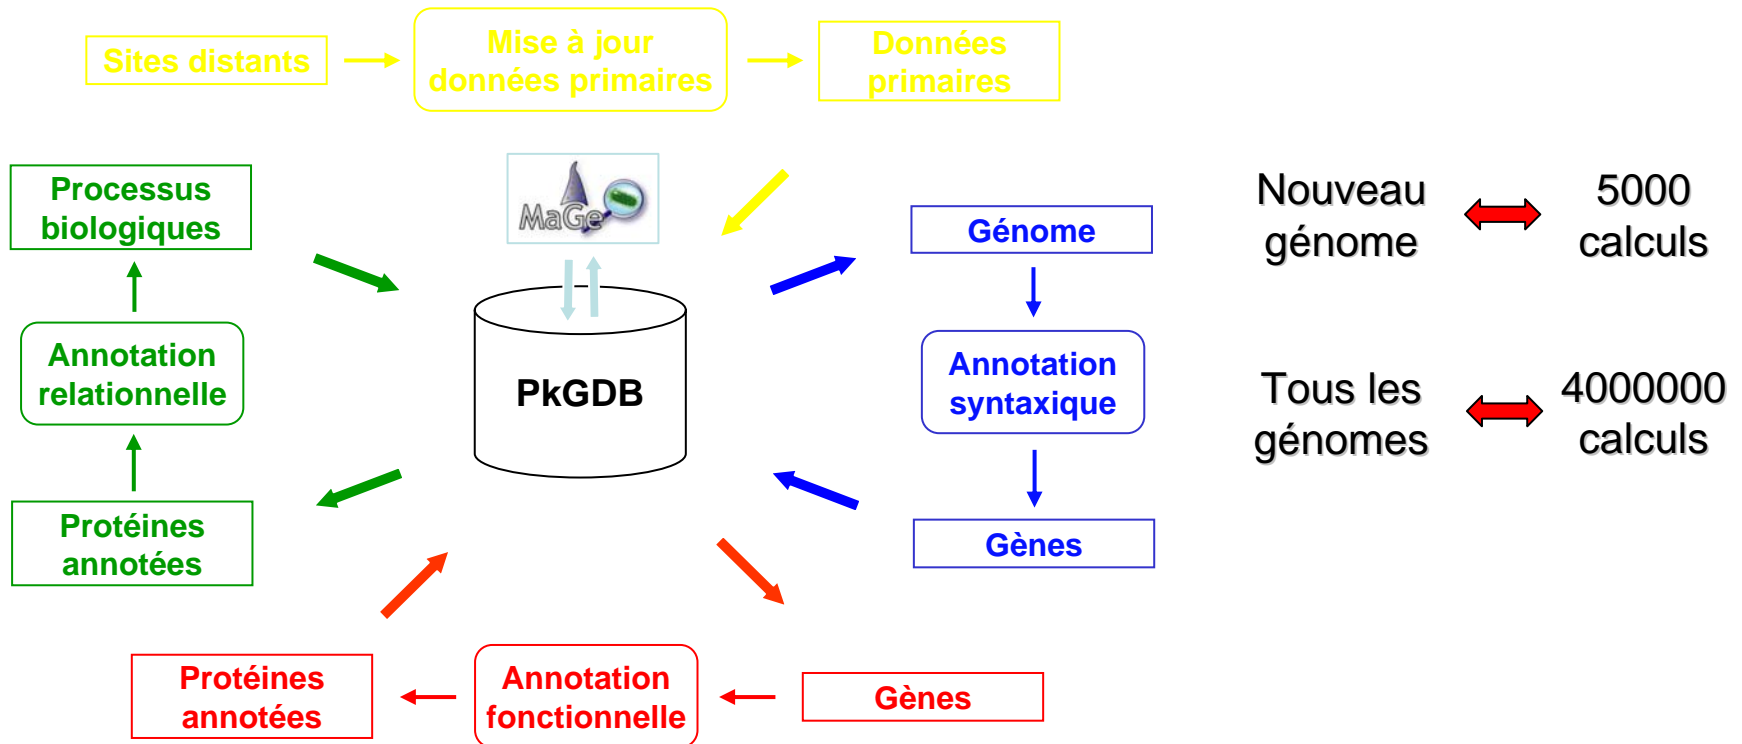 Sites distants
Mise à jour
données primaires
Données
primaires
Processus
biologiques
MaGe
Génome
Nouveau
génome
5000
calculs
Annotation
relationnelle
PkGDB
Annotation
syntaxique
Tous les
génomes
4000000
calculs
Protéines
annotées
Gènes
Protéines
annotées
Annotation
fonctionnelle
Gènes